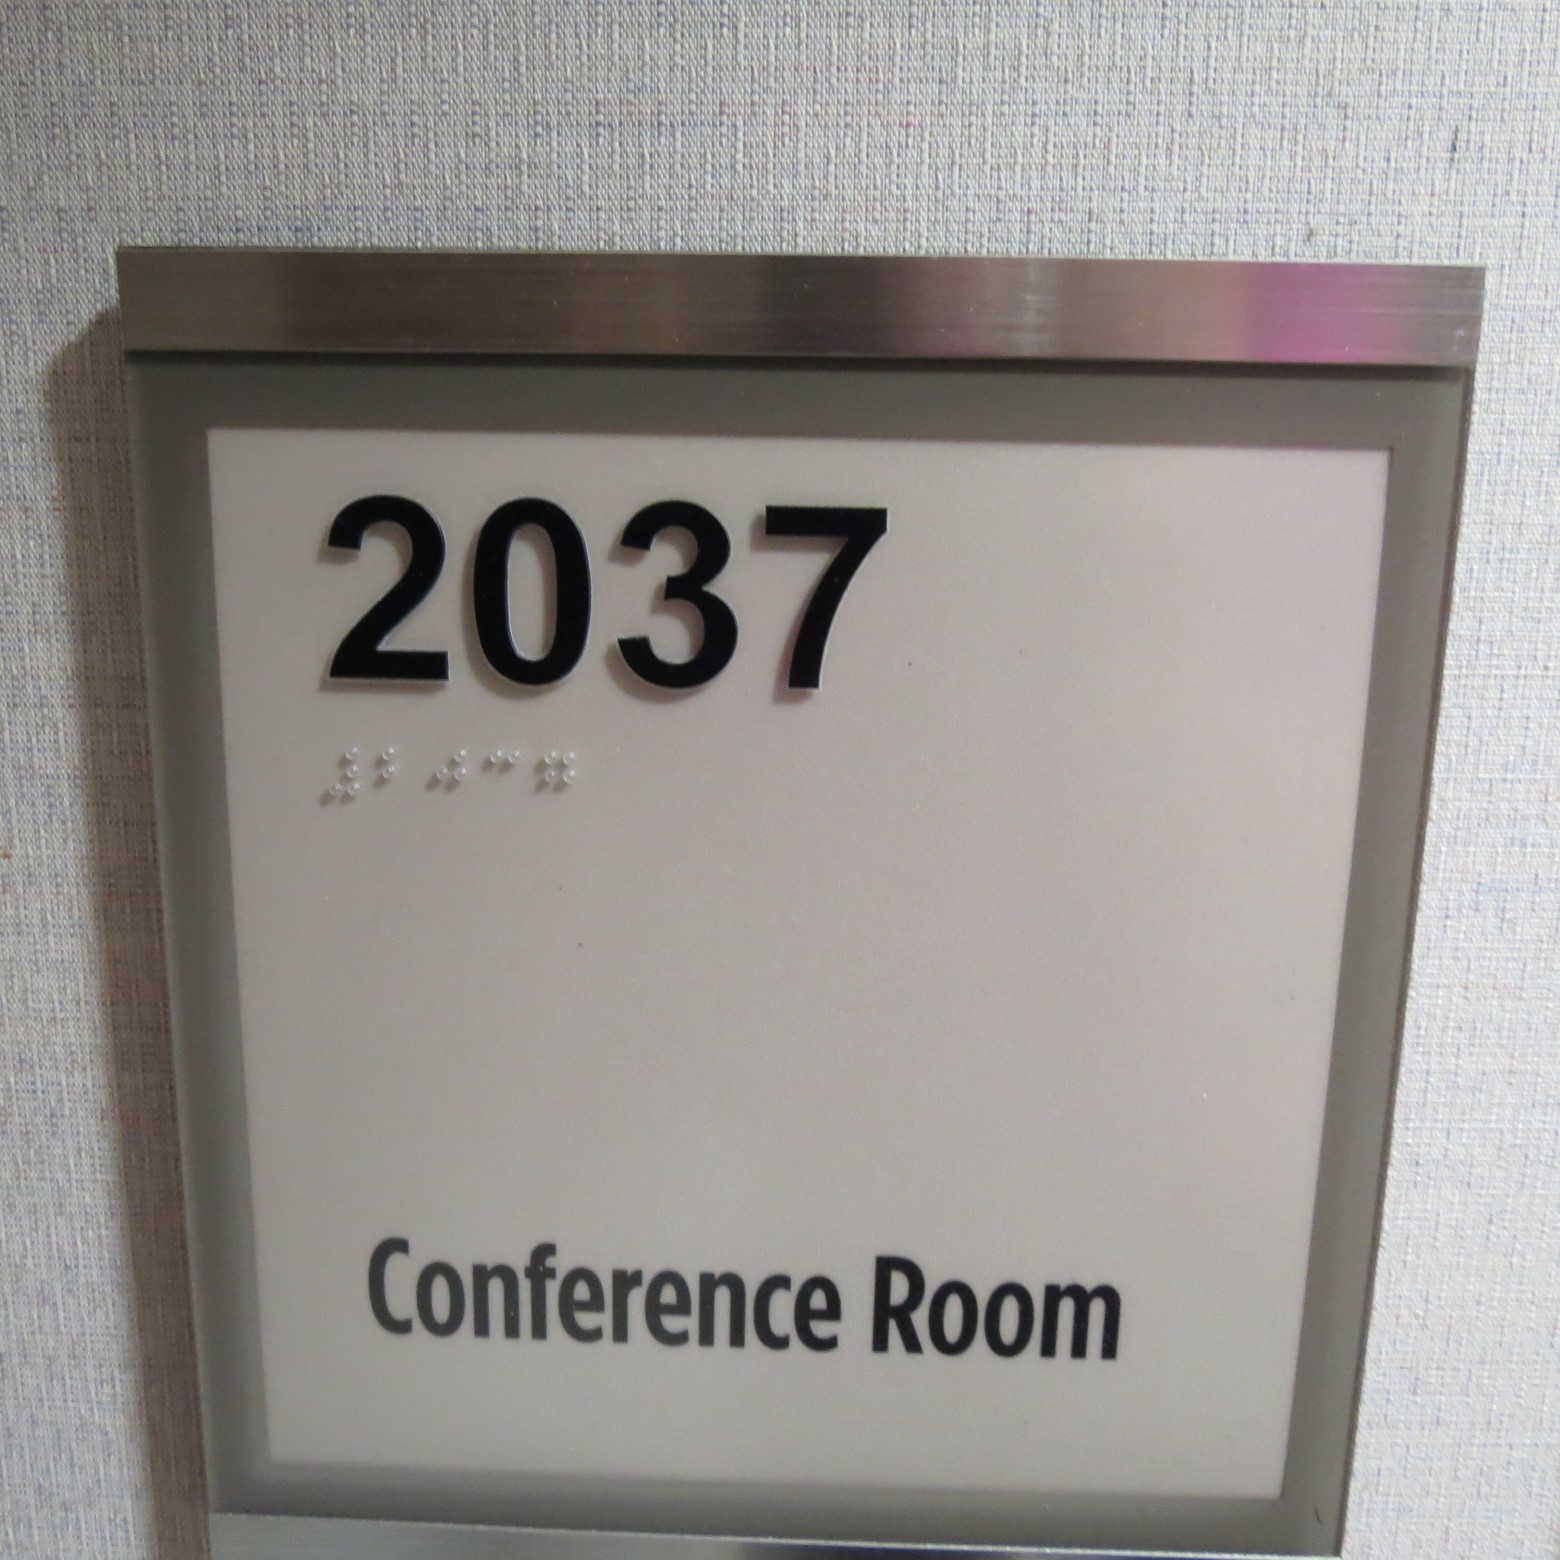 2037
⠼⠃⠚⠉⠛
Conference Room